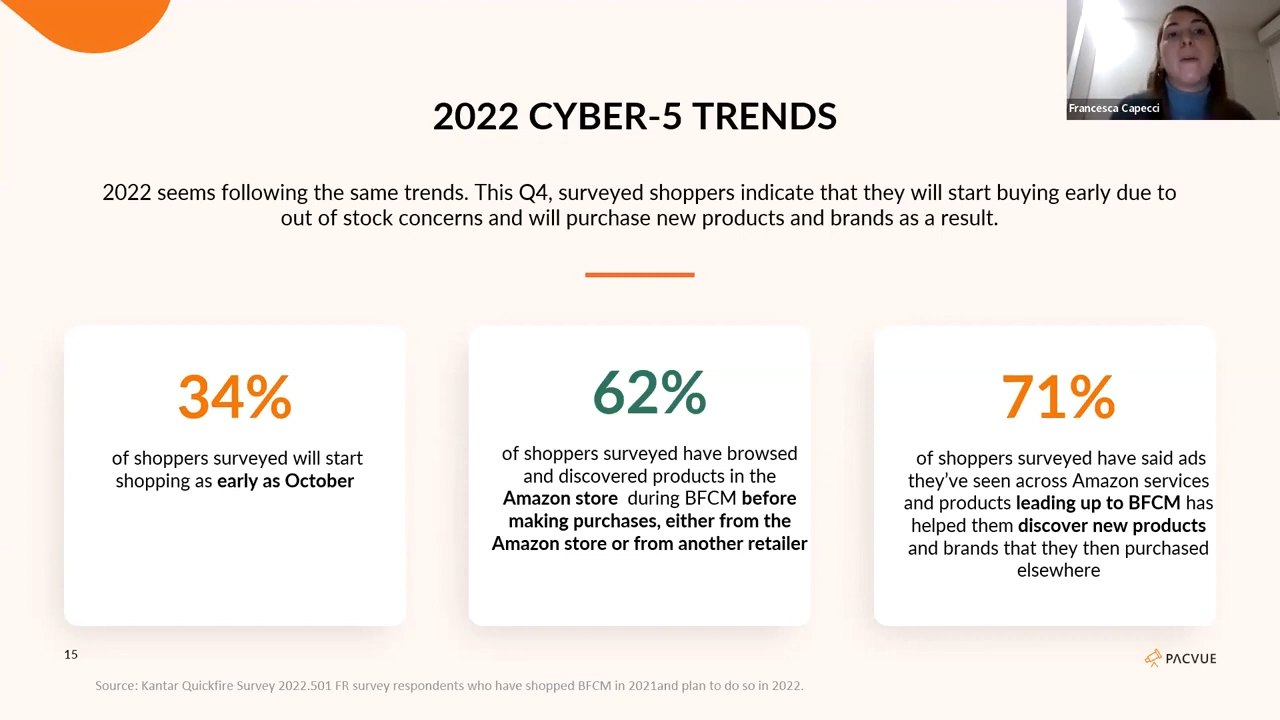 Francesca Capecci
2022 CYBER-5 TRENDS
2022 seems following the same trends. This Q4, surveyed shoppers indicate that they will start buying early due to
out of stock concerns and will purchase new products and brands as a result.
34%
of shoppers surveyed will start
shopping as early as October
62%
of shoppers surveyed have browsed
and discovered products in the
Amazon store during BFCM before
making purchases, either from the
Amazon store or from another retailer
71%
of shoppers surveyed have said ads
they've seen across Amazon services
and products leading up to BFCM has
helped them discover new products
and brands that they then purchased
elsewhere
15
PACVUE
Source: Kantar Quickfire Survey 2022.501 FR survey respondents who have shopped BFCM in 2021and plan to do so in 2022.